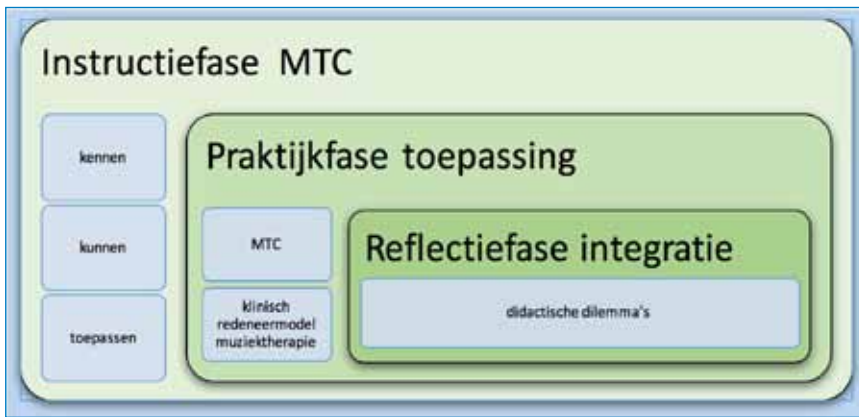 Instructiefase MTC
kennen
kunnen
toepassen
Praktijkfase toepassing
MTC
klinisch
redeneermodel
muziektherapie
Reflectiefase integratie
didactische dilemma's